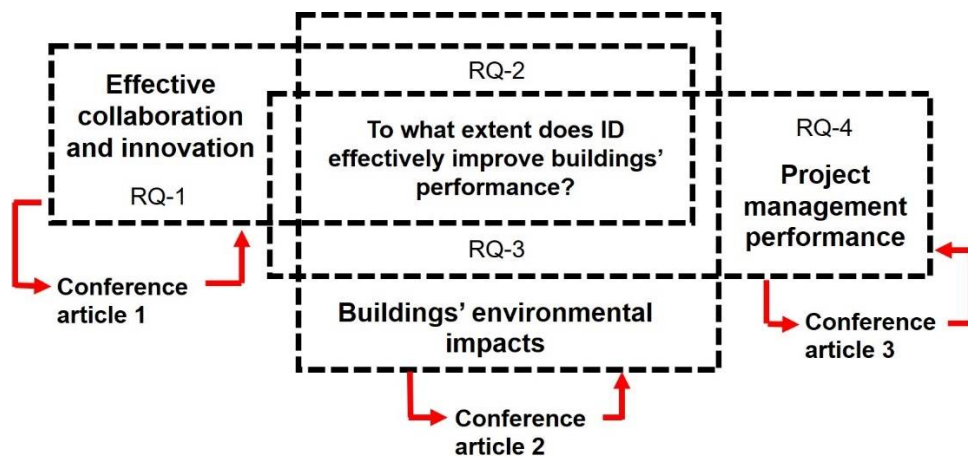 Effective
collaboration
and innovation
RQ-1
RQ-2
To what extent does ID
effectively improve buildings'
performance?
RQ-3
RQ-4
Project
management
performance
Buildings' environmental
impacts
Conference
article 1
Conference
article 2
Conference
article 3